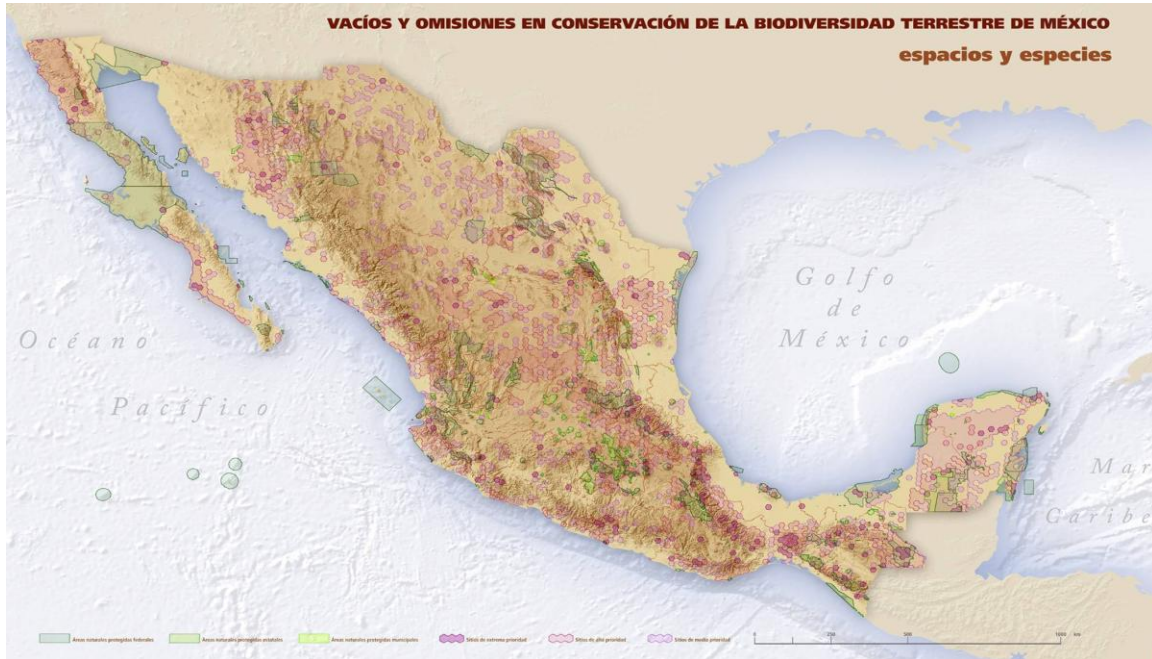 VACÍOS Y OMISIONES EN CONSERVACIÓN DE LA BIODIVERSIDAD TERRESTRE DE MÉXICO
espacios y especies
Golfo
de
México
Océano
Pacífico
Mar
Caribe
Áreas naturales protegidas federales
Áreas naturales protegidas estatales
Áreas naturales protegidas municipales
Sitios de extrema prioridad
Sitios de alta prioridad
Sitios de media prioridad
0 250 500 1000 km